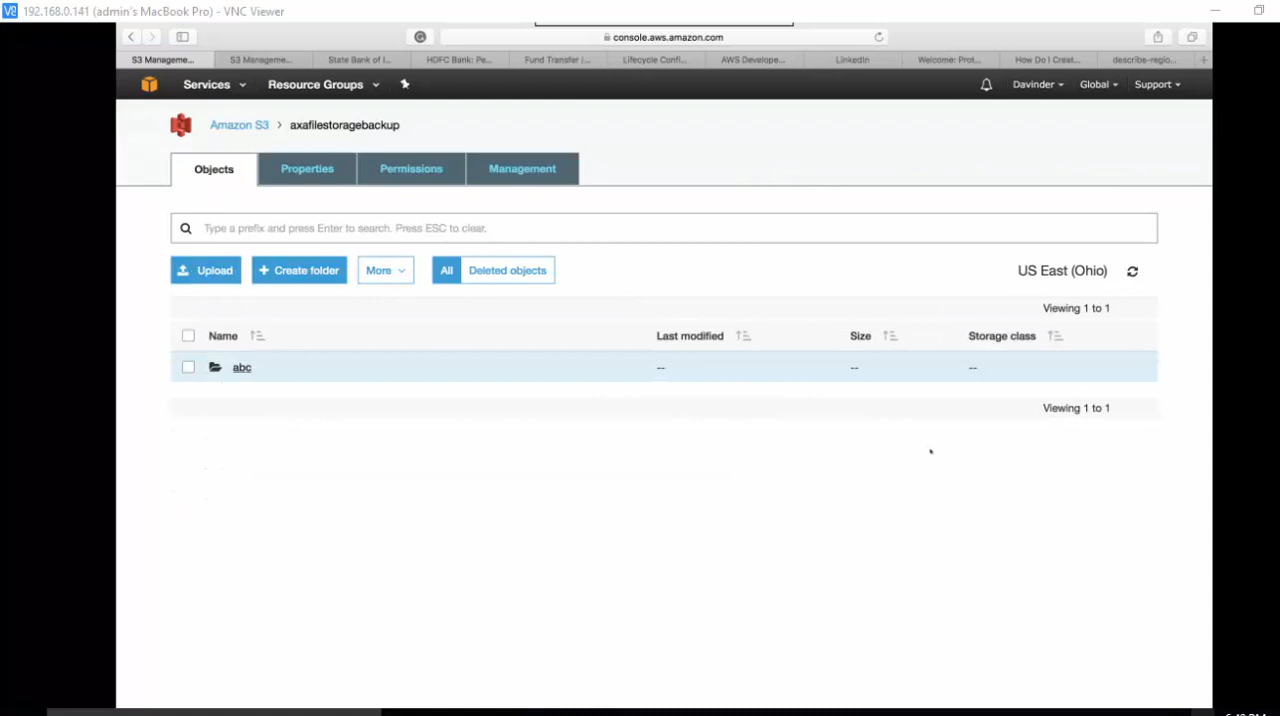 192.168.0.141 (admin's MacBook Pro) - VNC Viewer
console.aws.amazon.com
S3 Manageme... S3 Manageme... State Bank of I... HDFC Bank: Pe... Fund Transfer |... Lifecycle Confi... AWS Develope... LinkedIn Welcome: Prot... How Do I Creat... describe-regio...
Services Resource Groups Davinder Global Support
Amazon S3 > axafilestoragebackup
Objects Properties Permissions Management
Type a prefix and press Enter to search. Press ESC to clear.
Upload + Create folder More All Deleted objects US East (Ohio)
Viewing 1 to 1
Name Last modified Size Storage class
abc -- -- --
Viewing 1 to 1